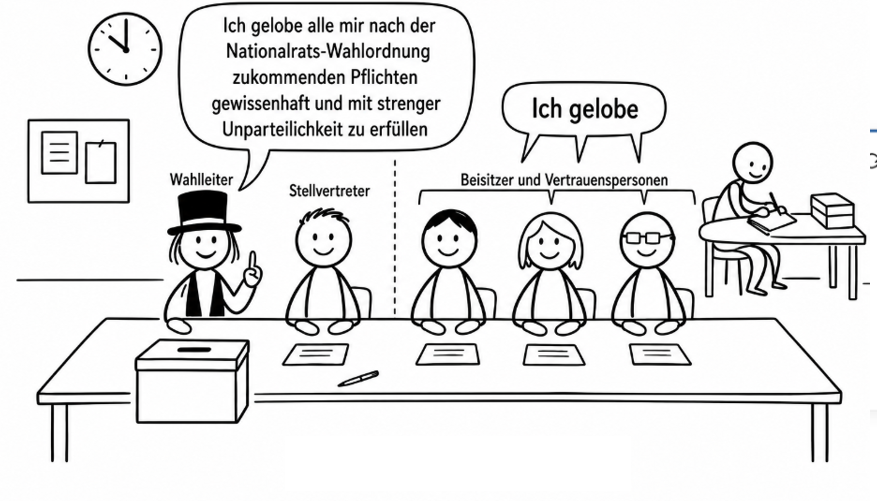 Ich gelobe alle mir nach der
Nationalrats-Wahlordnung
zukommenden Pflichten
gewissenhaft und mit strenger
Unparteilichkeit zu erfüllen
Ich gelobe
Wahlleiter
Stellvertreter
Beisitzer und Vertrauenspersonen